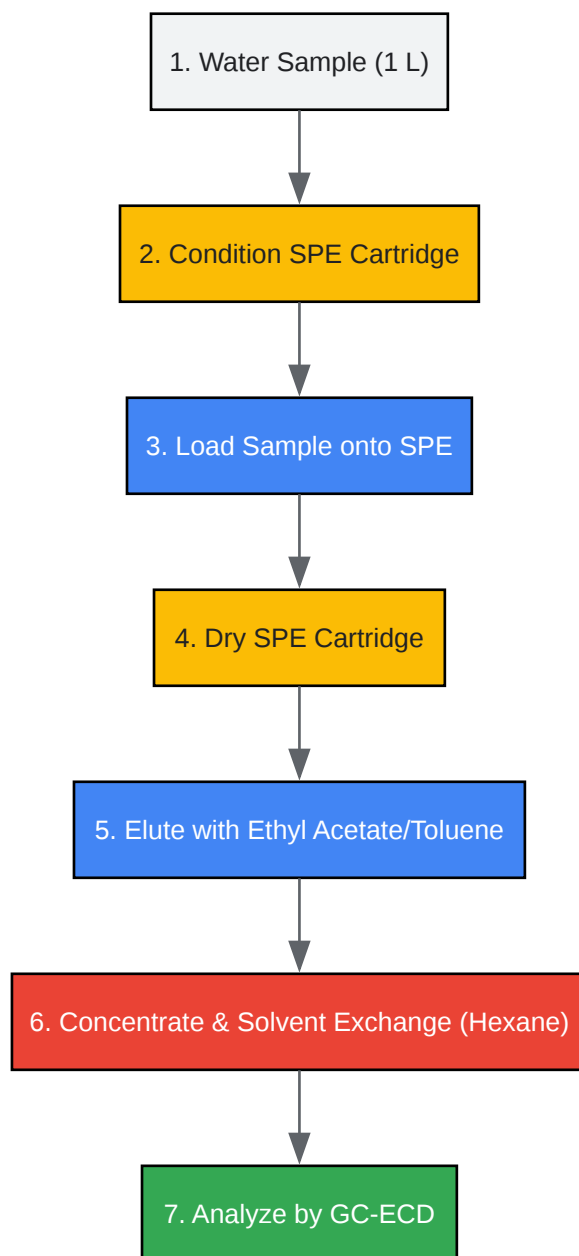 1. Water Sample (1 L)
2. Condition SPE Cartridge
3. Load Sample onto SPE
4. Dry SPE Cartridge
5. Elute with Ethyl Acetate/Toluene
6. Concentrate & Solvent Exchange (Hexane)
7. Analyze by GC-ECD